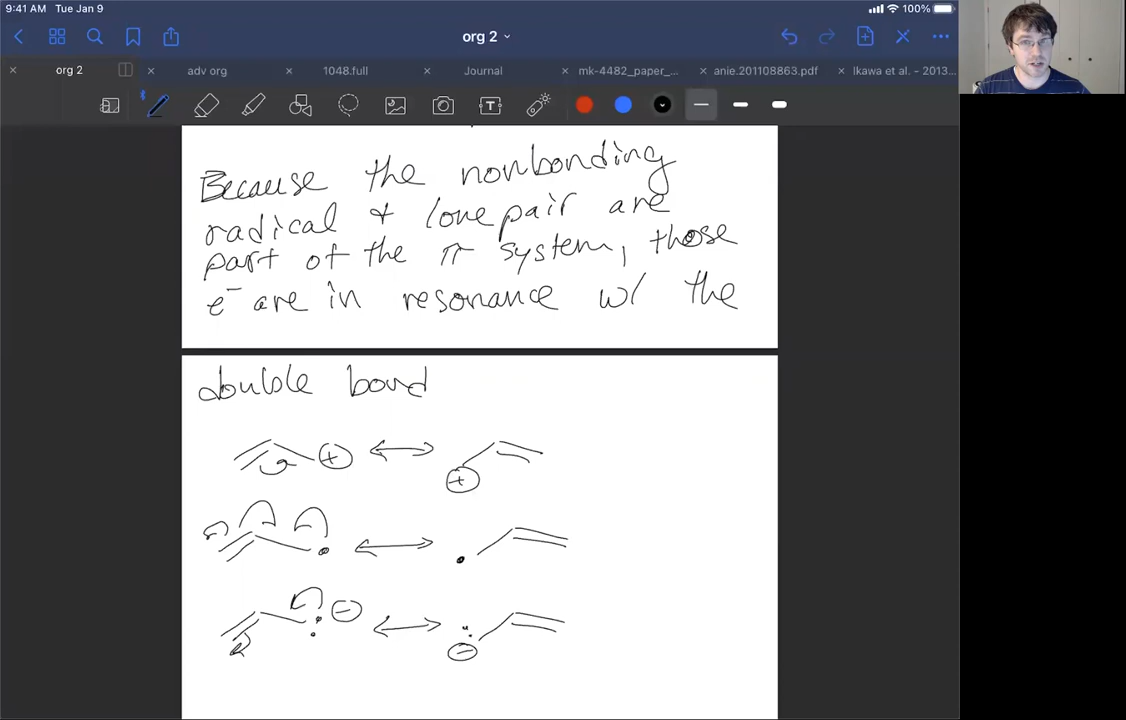 9:41 AM Tue Jan 9
100%
org 2
org 2
adv org
1048.full
Journal
mk-4482_paper_...
anie.201108863.pdf
Ikawa et al. - 2013...
T
Because the nonbonding
radical + lone pair are
part of the π system, those
e⁻ are in resonance w/ the
double bond
+ ↔ +
↔
− ↔ −